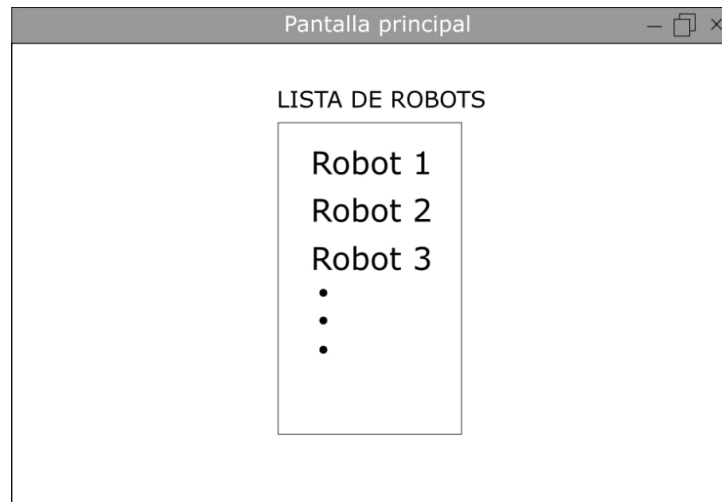 Pantalla principal
LISTA DE ROBOTS
Robot 1
Robot 2
Robot 3